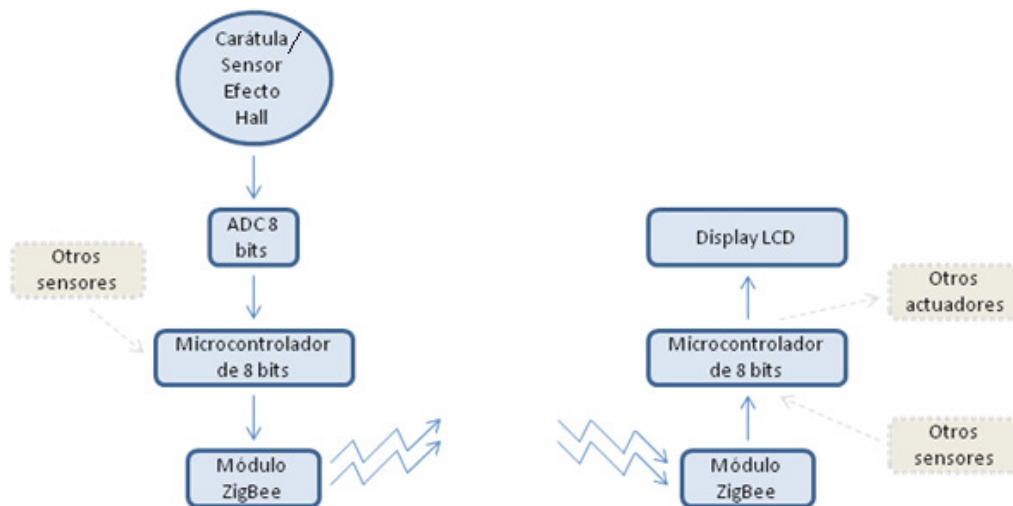 Carátula/
Sensor
Efecto
Hall
ADC 8
bits
Otros
sensores
Microcontrolador
de 8 bits
Módulo
ZigBee
Display LCD
Otros
actuadores
Microcontrolador
de 8 bits
Otros
sensores
Módulo
ZigBee